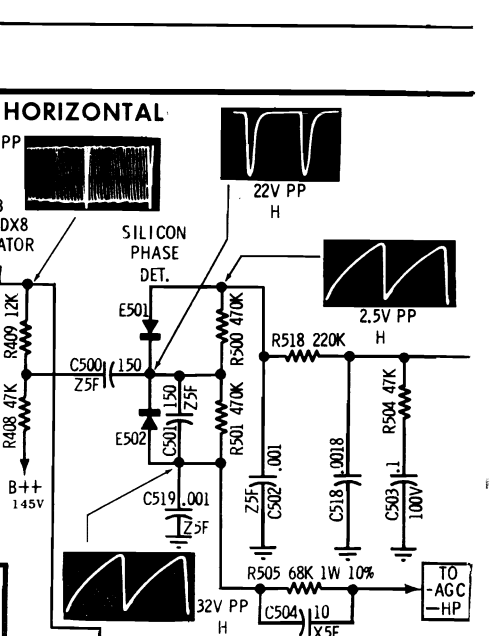 HORIZONTAL
PP
22V PP
H
DX8
ATOR
SILICON
PHASE
DET.
2.5V PP
H
R409 12K
E501
R500 470K
R518 220K
C500 150
Z5F
R408 47K
C501 150
Z5F
E502
R501 470K
R504 47K
B++
145V
C519 .001
Z5F
Z5F
C502 .001
C518 .0018
C503 .1
100V
32V PP
H
R505 68K 1W 10%
C504 10
X5F
TO
-AGC
-HP